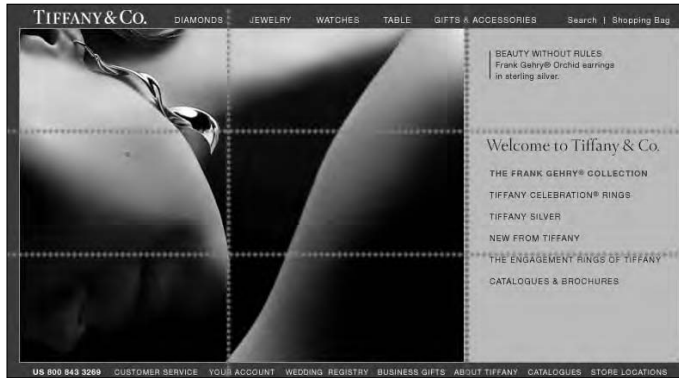 TIFFANY & CO.
DIAMONDS JEWELRY WATCHES TABLE GIFTS & ACCESSORIES Search | Shopping Bag
BEAUTY WITHOUT RULES
Frank Gehry® Orchid earrings
in sterling silver.
Welcome to Tiffany & Co.
THE FRANK GEHRY® COLLECTION
TIFFANY CELEBRATION® RINGS
TIFFANY SILVER
NEW FROM TIFFANY
THE ENGAGEMENT RINGS OF TIFFANY
CATALOGUES & BROCHURES
US 800 843 3269 CUSTOMER SERVICE YOUR ACCOUNT WEDDING REGISTRY BUSINESS GIFTS ABOUT TIFFANY CATALOGUES STORE LOCATIONS